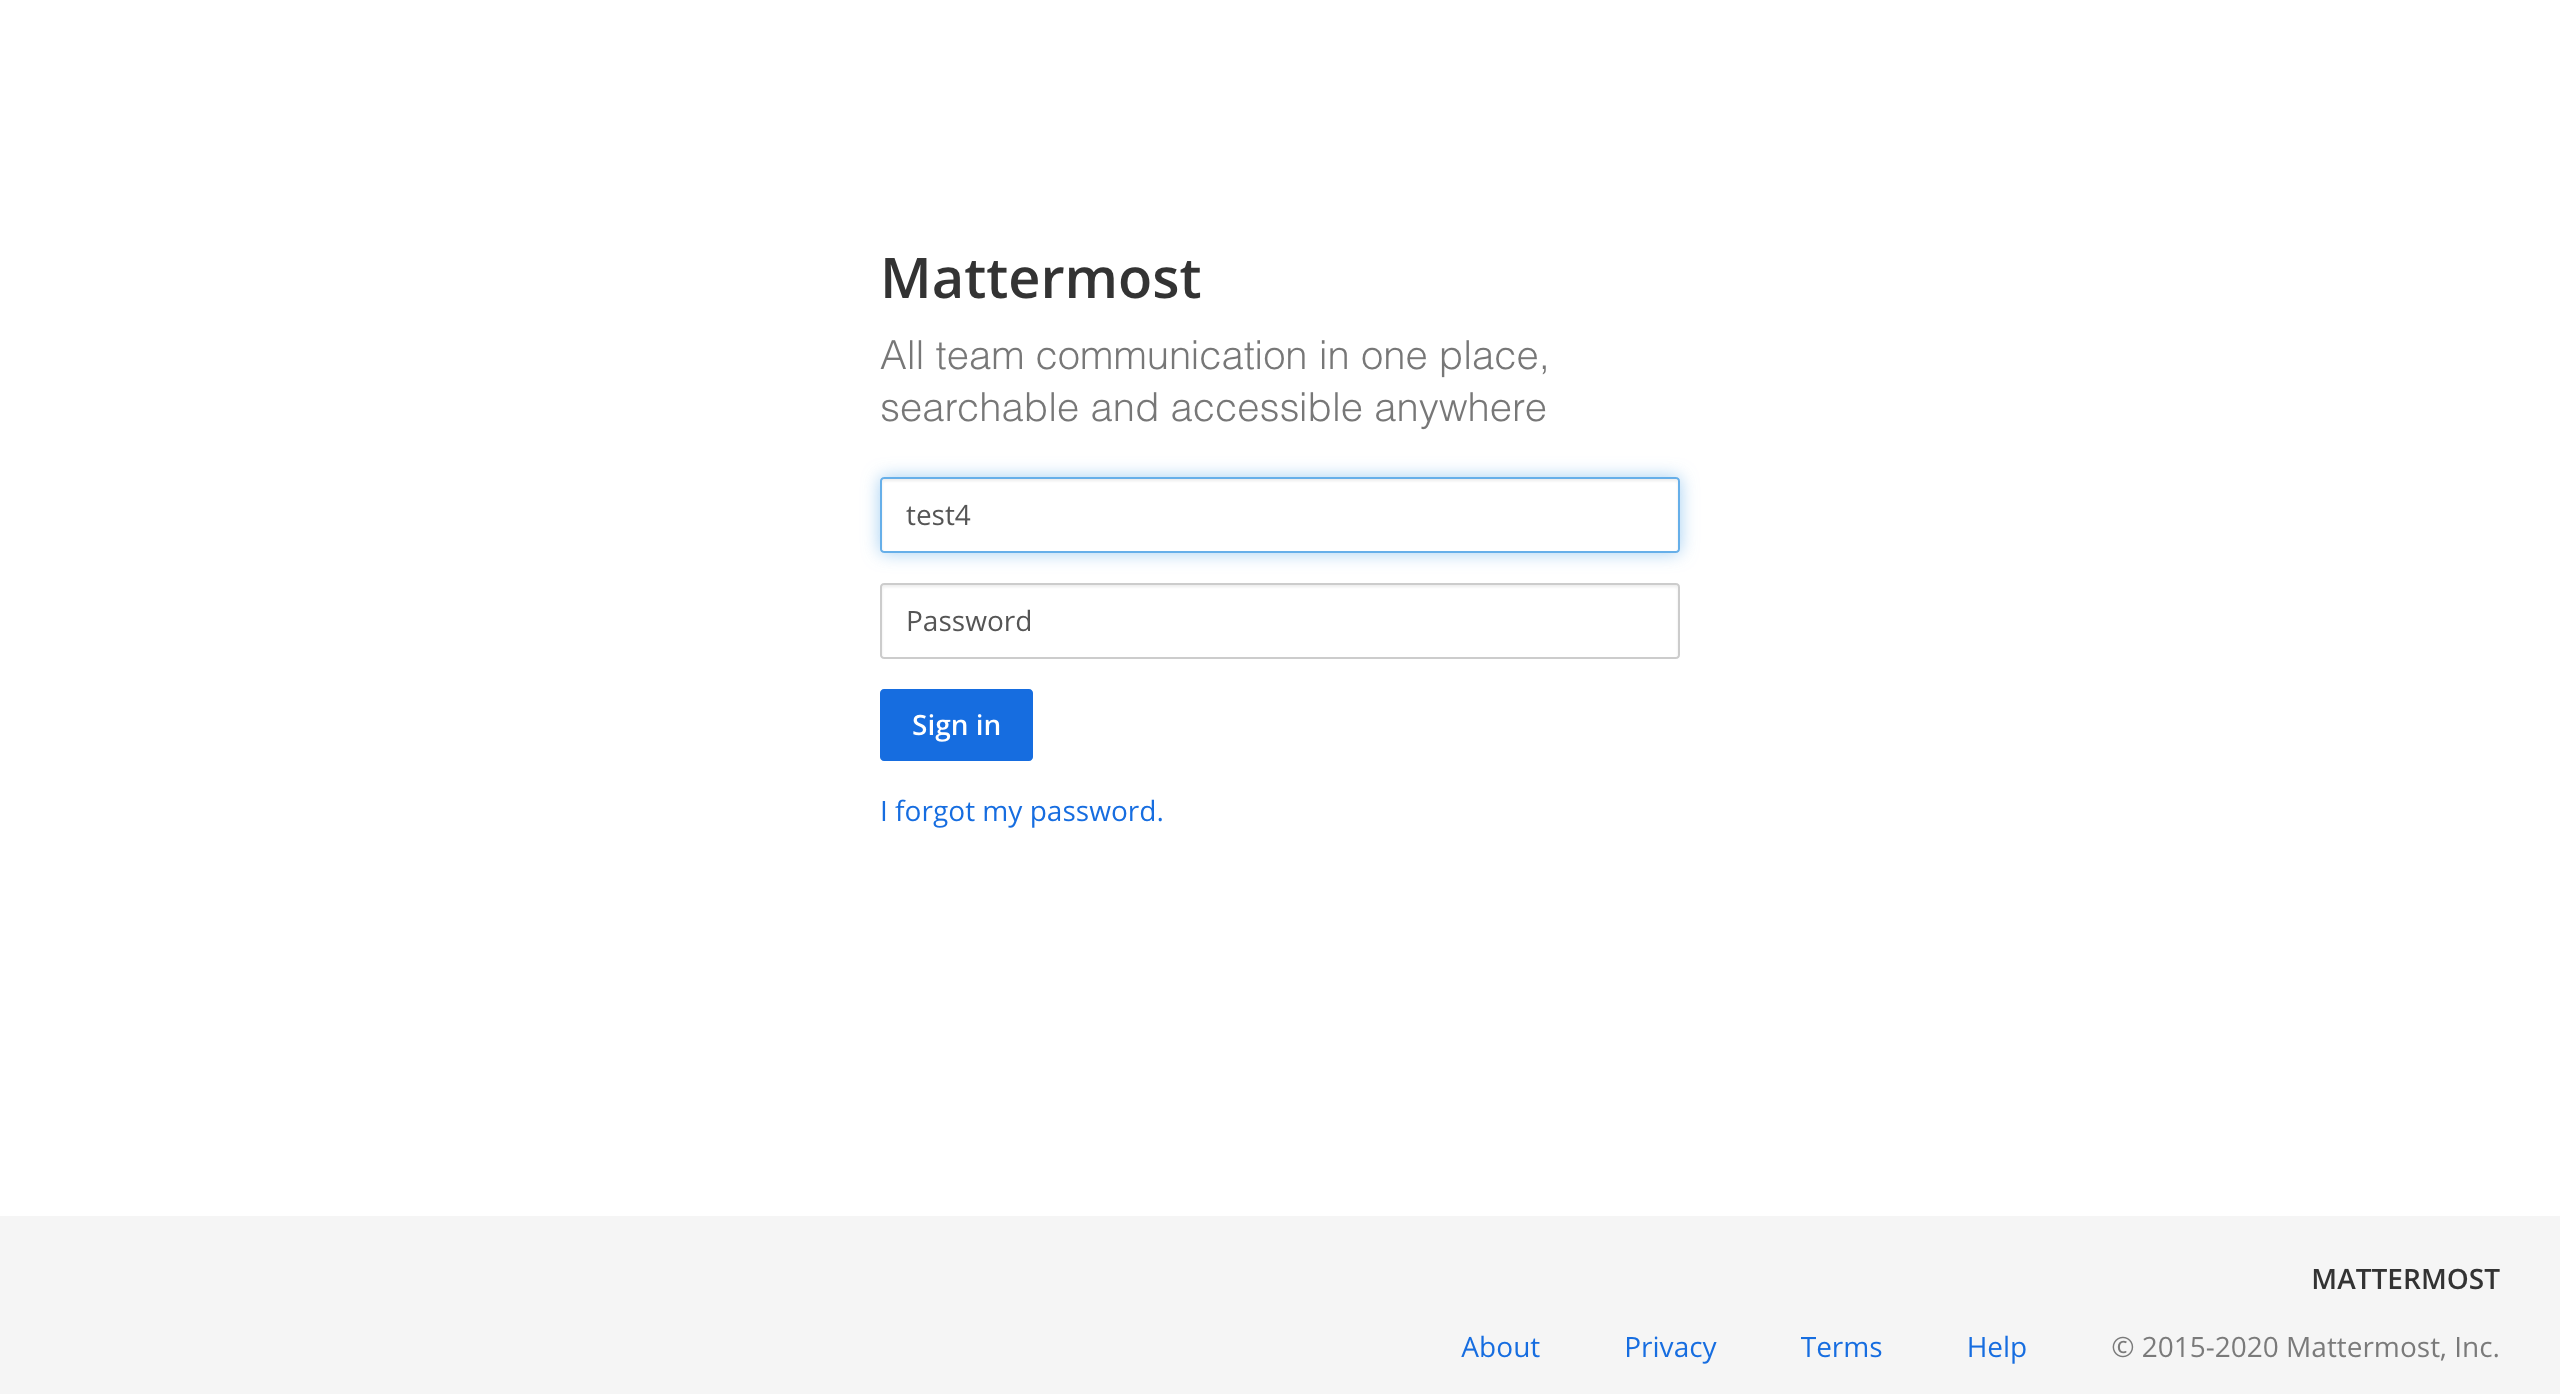 Mattermost
All team communication in one place,
searchable and accessible anywhere
test4
Password
Sign in
I forgot my password.
MATTERMOST
About Privacy Terms Help © 2015-2020 Mattermost, Inc.